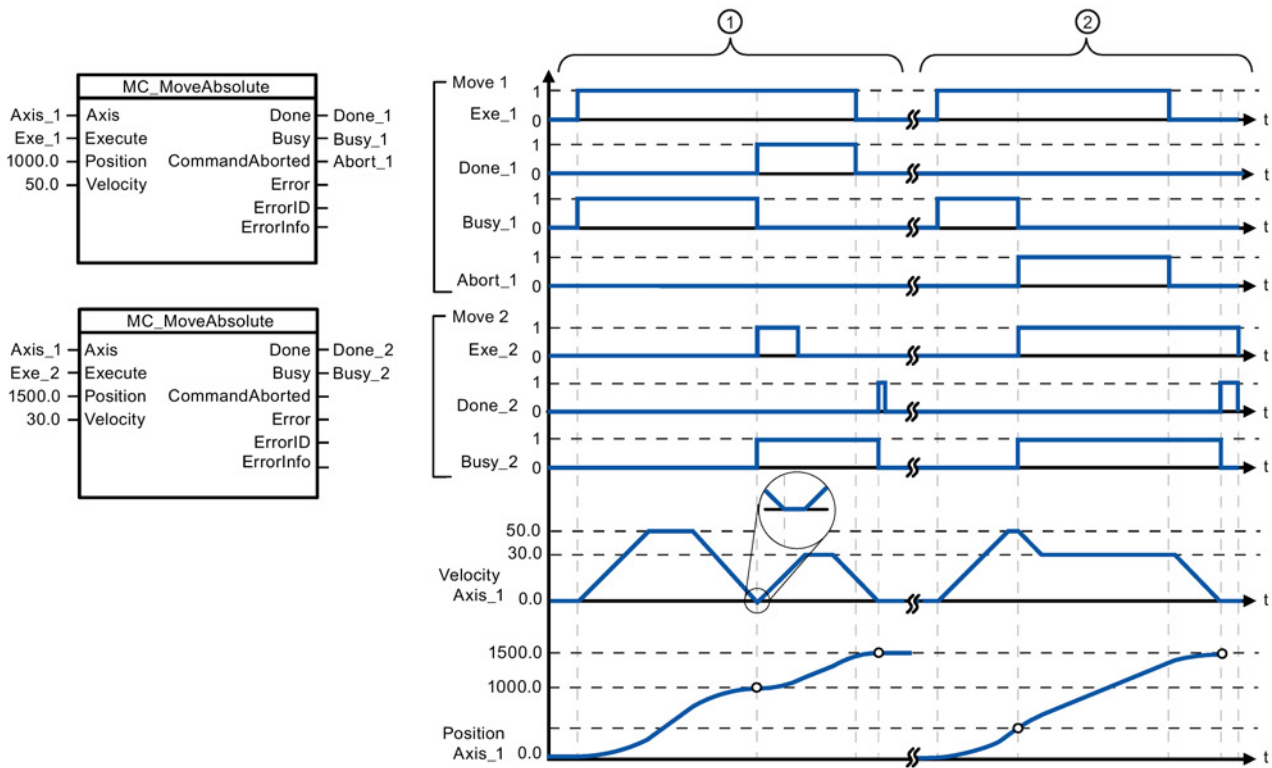 ① ②
MC_MoveAbsolute
Axis_1 Axis Done Done_1
Exe_1 Execute Busy Busy_1
1000.0 Position CommandAborted Abort_1
50.0 Velocity Error
ErrorID
ErrorInfo
MC_MoveAbsolute
Axis_1 Axis Done Done_2
Exe_2 Execute Busy Busy_2
1500.0 Position CommandAborted
30.0 Velocity Error
ErrorID
ErrorInfo
Move 1
1
Exe_1 0 t
1
Done_1 0 t
1
Busy_1 0 t
1
Abort_1 0 t
Move 2
1
Exe_2 0 t
1
Done_2 0 t
1
Busy_2 0 t
50.0
30.0
Velocity
Axis_1 0.0 t
1500.0
1000.0
Position
Axis_1 0.0 t